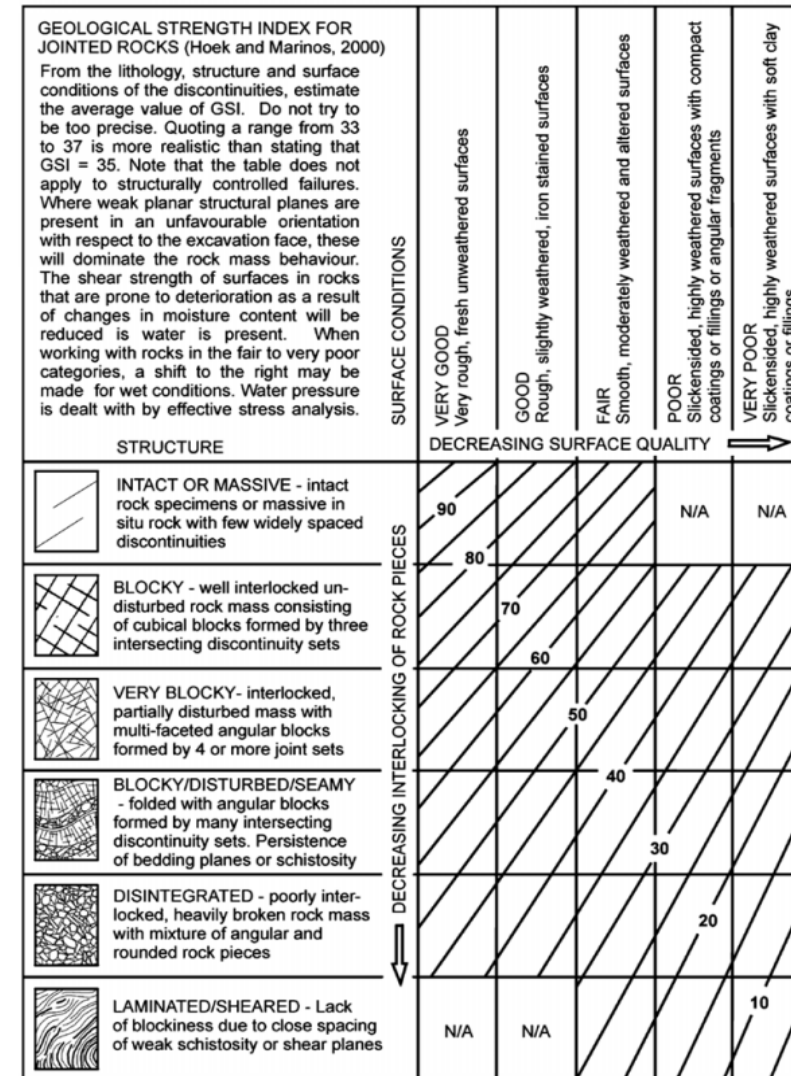 GEOLOGICAL STRENGTH INDEX FOR
JOINTED ROCKS (Hoek and Marinos, 2000)
From the lithology, structure and surface
conditions of the discontinuities, estimate
the average value of GSI. Do not try to
be too precise. Quoting a range from 33
to 37 is more realistic than stating that
GSI = 35. Note that the table does not
apply to structurally controlled failures.
Where weak planar structural planes are
present in an unfavourable orientation
with respect to the excavation face, these
will dominate the rock mass behaviour.
The shear strength of surfaces in rocks
that are prone to deterioration as a result
of changes in moisture content will be
reduced is water is present. When
working with rocks in the fair to very poor
categories, a shift to the right may be
made for wet conditions. Water pressure
is dealt with by effective stress analysis.
STRUCTURE
SURFACE CONDITIONS
VERY GOOD
Very rough, fresh unweathered surfaces
GOOD
Rough, slightly weathered, iron stained surfaces
FAIR
Smooth, moderately weathered and altered surfaces
POOR
Slickensided, highly weathered surfaces with compact
coatings or fillings or angular fragments
VERY POOR
Slickensided, highly weathered surfaces with soft clay
coatings or fillings
DECREASING SURFACE QUALITY
DECREASING INTERLOCKING OF ROCK PIECES
INTACT OR MASSIVE - intact
rock specimens or massive in
situ rock with few widely spaced
discontinuities
90
80
N/A
N/A
BLOCKY - well interlocked un-
disturbed rock mass consisting
of cubical blocks formed by three
intersecting discontinuity sets
70
60
VERY BLOCKY- interlocked,
partially disturbed mass with
multi-faceted angular blocks
formed by 4 or more joint sets
50
BLOCKY/DISTURBED/SEAMY
- folded with angular blocks
formed by many intersecting
discontinuity sets. Persistence
of bedding planes or schistosity
40
30
DISINTEGRATED - poorly inter-
locked, heavily broken rock mass
with mixture of angular and
rounded rock pieces
20
LAMINATED/SHEARED - Lack
of blockiness due to close spacing
of weak schistosity or shear planes
N/A
N/A
10